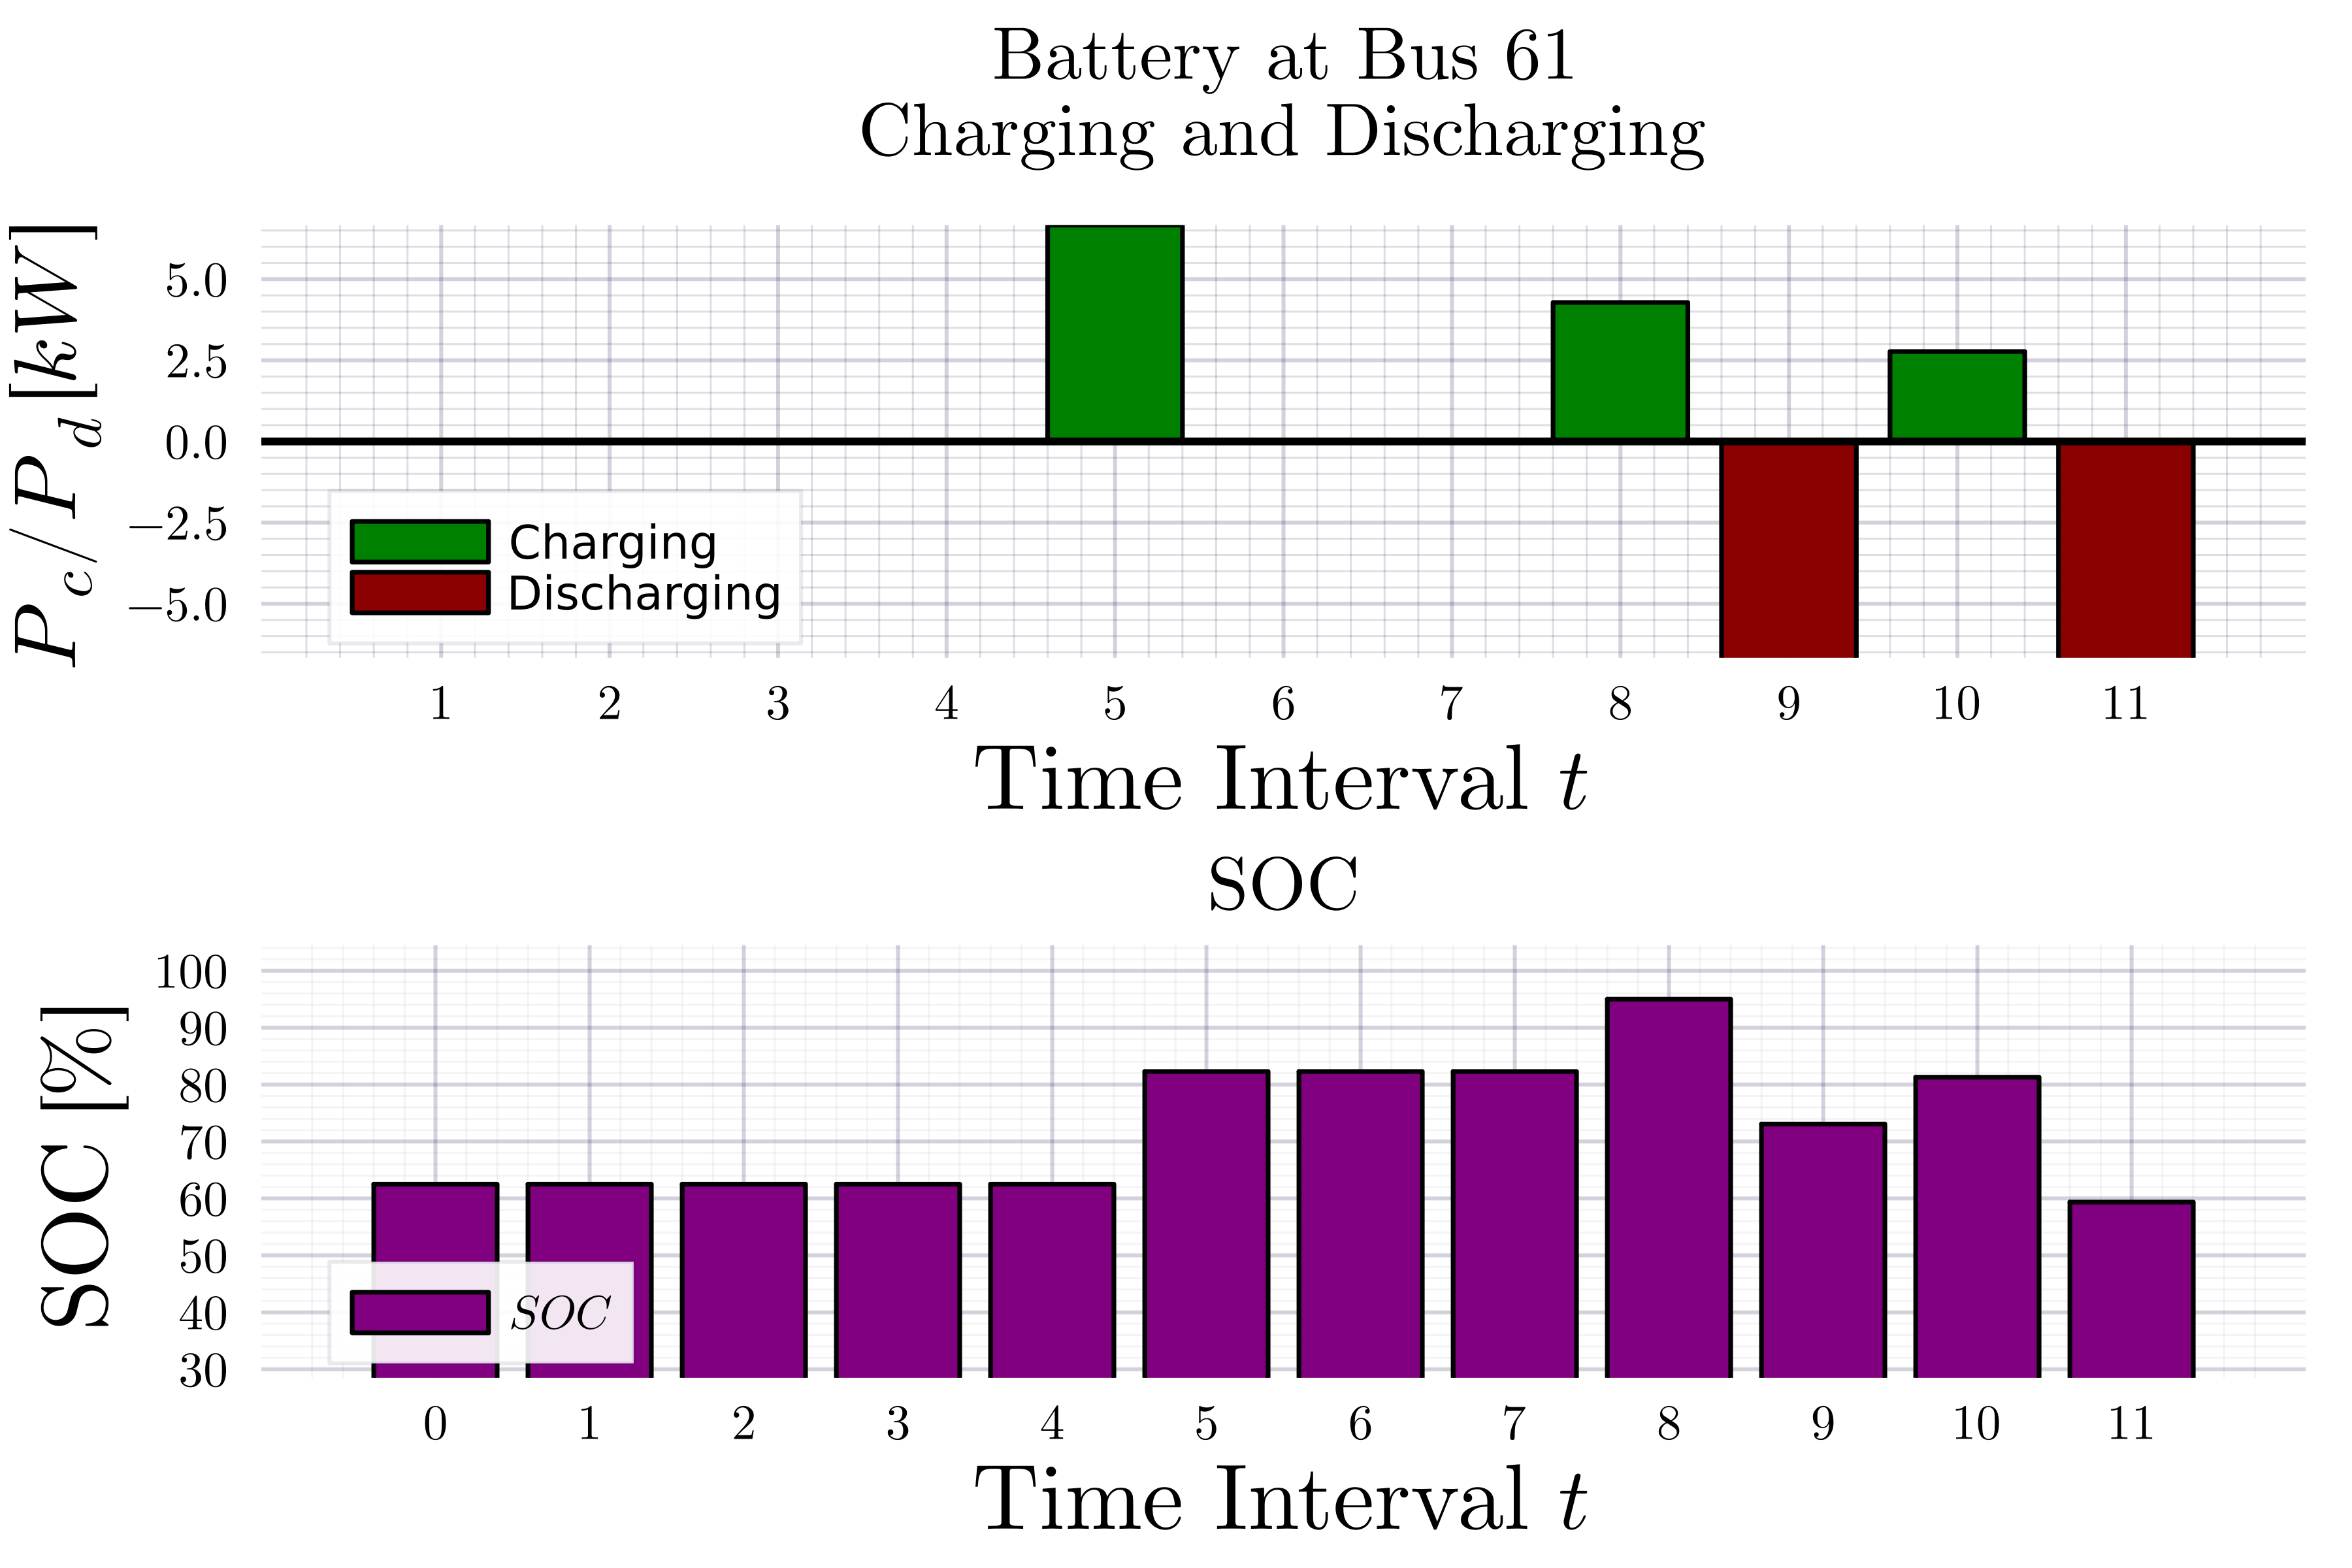 Battery at Bus 61
Charging and Discharging
P_c/P_d [kW]
5.0
2.5
0.0
−2.5
−5.0
Charging
Discharging
1 2 3 4 5 6 7 8 9 10 11
Time Interval t
SOC
SOC [%]
100
90
80
70
60
50
40
30
SOC
0 1 2 3 4 5 6 7 8 9 10 11
Time Interval t